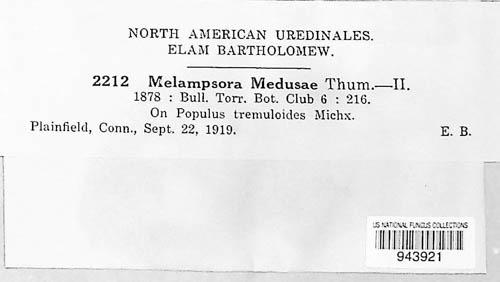 NORTH AMERICAN UREDINALES.
ELAM BARTHOLOMEW.
2212 Melampsora Medusae Thum.—II.
1878 : Bull. Torr. Bot. Club 6 : 216.
On Populus tremuloides Michx.
Plainfield, Conn., Sept. 22, 1919. E. B.
US NATIONAL FUNGUS COLLECTIONS
943921